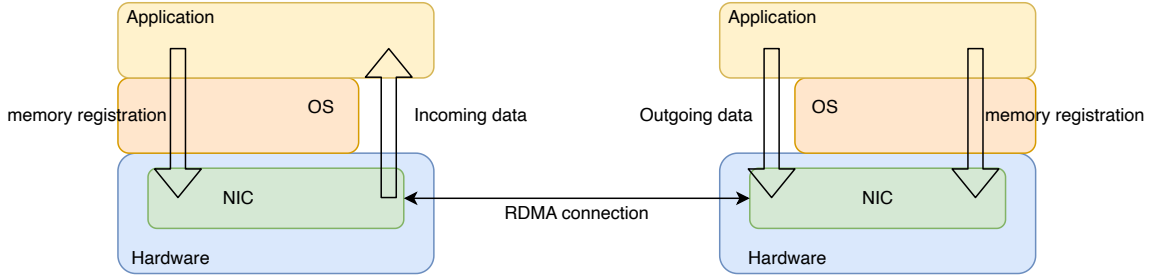 Application
Application
OS
OS
memory registration
Incoming data
Outgoing data
memory registration
NIC
NIC
RDMA connection
Hardware
Hardware